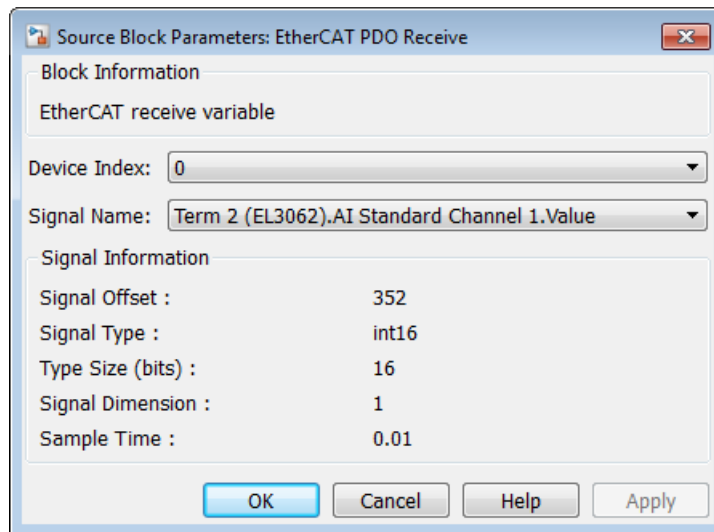 Source Block Parameters: EtherCAT PDO Receive
Block Information
EtherCAT receive variable
Device Index: 0
Signal Name: Term 2 (EL3062).AI Standard Channel 1.Value
Signal Information
Signal Offset : 352
Signal Type : int16
Type Size (bits) : 16
Signal Dimension : 1
Sample Time : 0.01
OK Cancel Help Apply